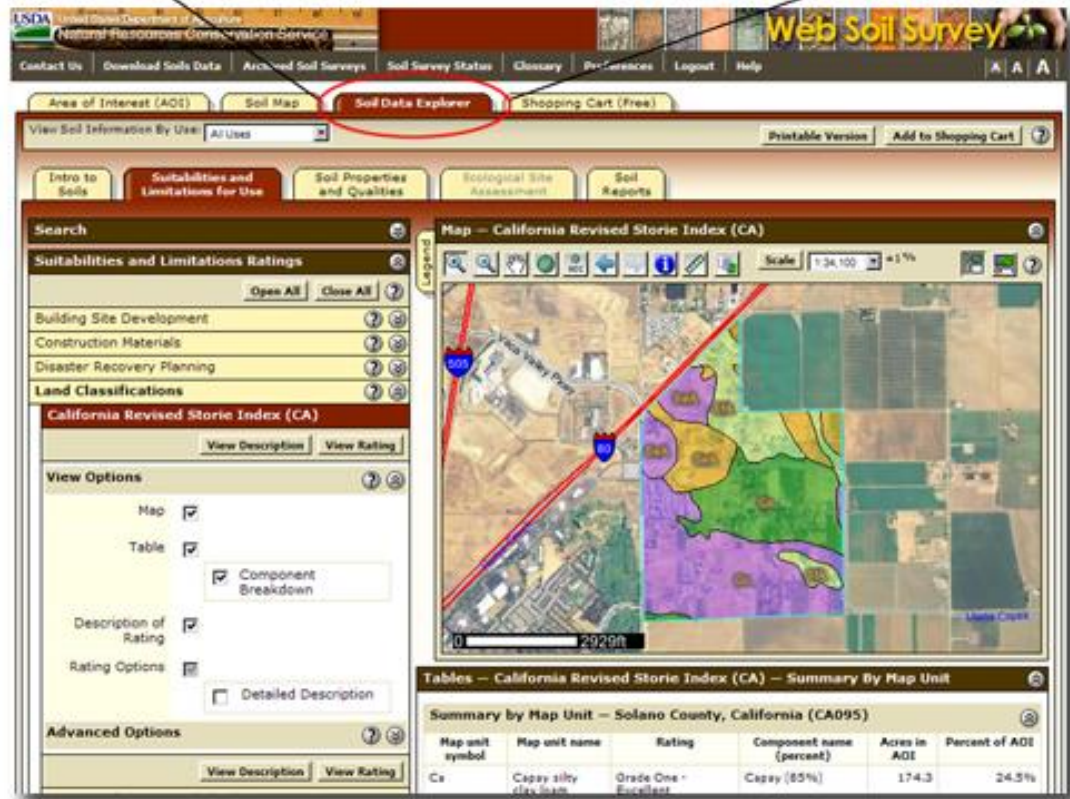 USDA United States Department of Agriculture
Natural Resources Conservation Service
Web Soil Survey
Contact Us Download Soils Data Archived Soil Surveys Soil Survey Status Glossary Preferences Logout Help A A A
Area of Interest (AOI) Soil Map Soil Data Explorer Shopping Cart (Free)
View Soil Information By Use: All Uses Printable Version Add to Shopping Cart ?
Intro to Soils Suitabilities and Limitations for Use Soil Properties and Qualities Ecological Site Assessment Soil Reports
Search
Suitabilities and Limitations Ratings
Open All Close All ?
Building Site Development ?
Construction Materials ?
Disaster Recovery Planning ?
Land Classifications ?
California Revised Storie Index (CA)
View Description View Rating
View Options ?
Map
Table
Component
Breakdown
Description of
Rating
Rating Options
Detailed Description
Advanced Options ?
View Description View Rating
Legend
Map — California Revised Storie Index (CA)
Scale 1:34,100 ±1% ?
505
Vaca Valley Pkwy
80
0 2929ft
Tables — California Revised Storie Index (CA) — Summary By Map Unit
Summary by Map Unit — Solano County, California (CA095)
Map unit symbol Map unit name Rating Component name (percent) Acres in AOI Percent of AOI
Ca Capay silty clay loam Grade One - Excellent Capay (85%) 174.3 24.5%